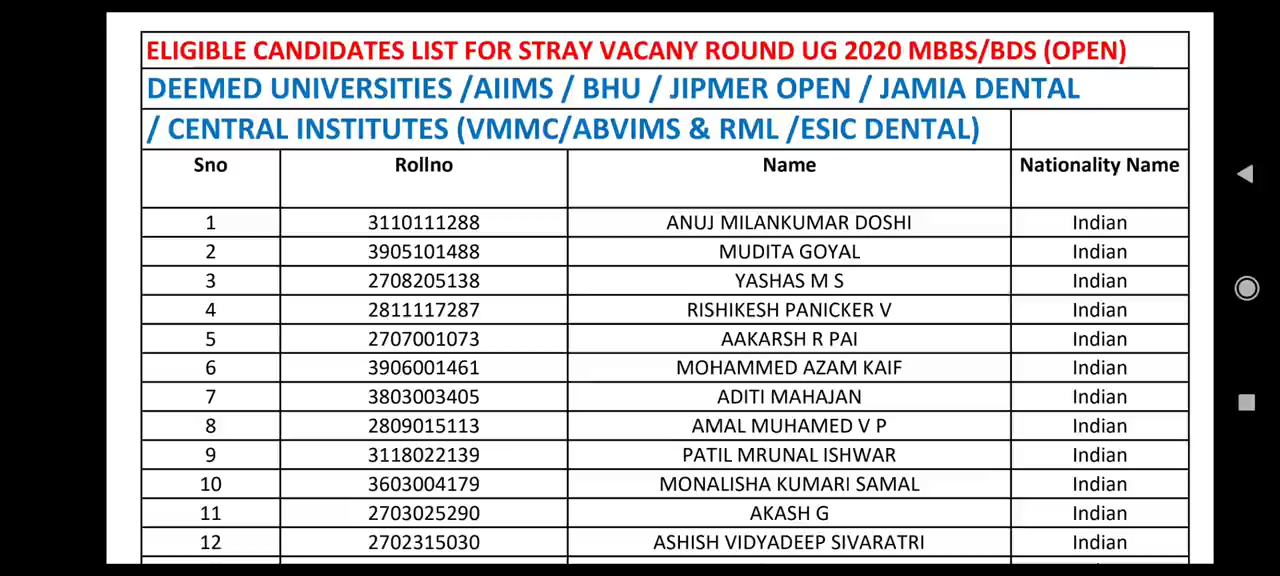 ELIGIBLE CANDIDATES LIST FOR STRAY VACANY ROUND UG 2020 MBBS/BDS (OPEN)
DEEMED UNIVERSITIES /AIIMS / BHU / JIPMER OPEN / JAMIA DENTAL
/ CENTRAL INSTITUTES (VMMC/ABVIMS & RML /ESIC DENTAL)
Sno Rollno Name Nationality Name
1 3110111288 ANUJ MILANKUMAR DOSHI Indian
2 3905101488 MUDITA GOYAL Indian
3 2708205138 YASHAS M S Indian
4 2811117287 RISHIKESH PANICKER V Indian
5 2707001073 AAKARSH R PAI Indian
6 3906001461 MOHAMMED AZAM KAIF Indian
7 3803003405 ADITI MAHAJAN Indian
8 2809015113 AMAL MUHAMED V P Indian
9 3118022139 PATIL MRUNAL ISHWAR Indian
10 3603004179 MONALISHA KUMARI SAMAL Indian
11 2703025290 AKASH G Indian
12 2702315030 ASHISH VIDYADEEP SIVARATRI Indian